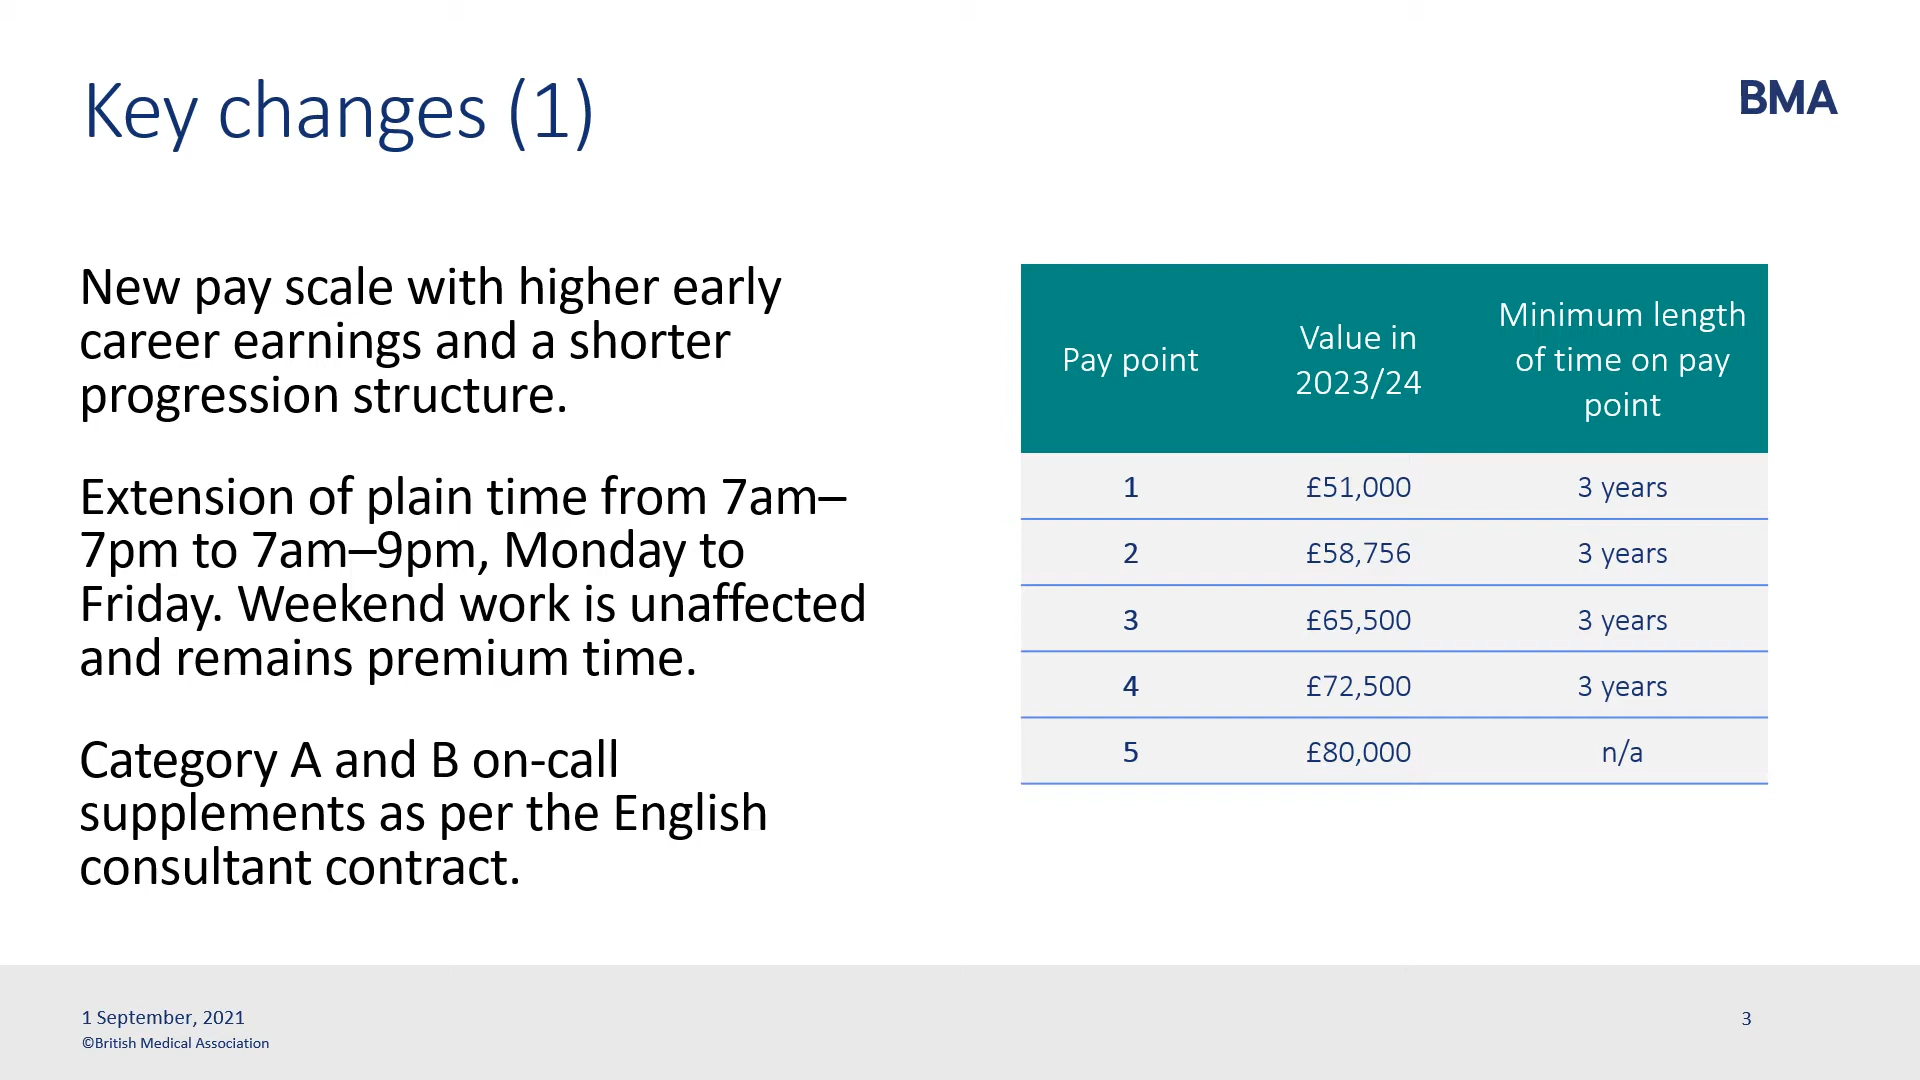 Key changes (1)
BMA
New pay scale with higher early
career earnings and a shorter
progression structure.
Extension of plain time from 7am–
7pm to 7am–9pm, Monday to
Friday. Weekend work is unaffected
and remains premium time.
Category A and B on-call
supplements as per the English
consultant contract.
Pay point
Value in
2023/24
Minimum length
of time on pay
point
1 £51,000 3 years
2 £58,756 3 years
3 £65,500 3 years
4 £72,500 3 years
5 £80,000 n/a
1 September, 2021
©British Medical Association
3